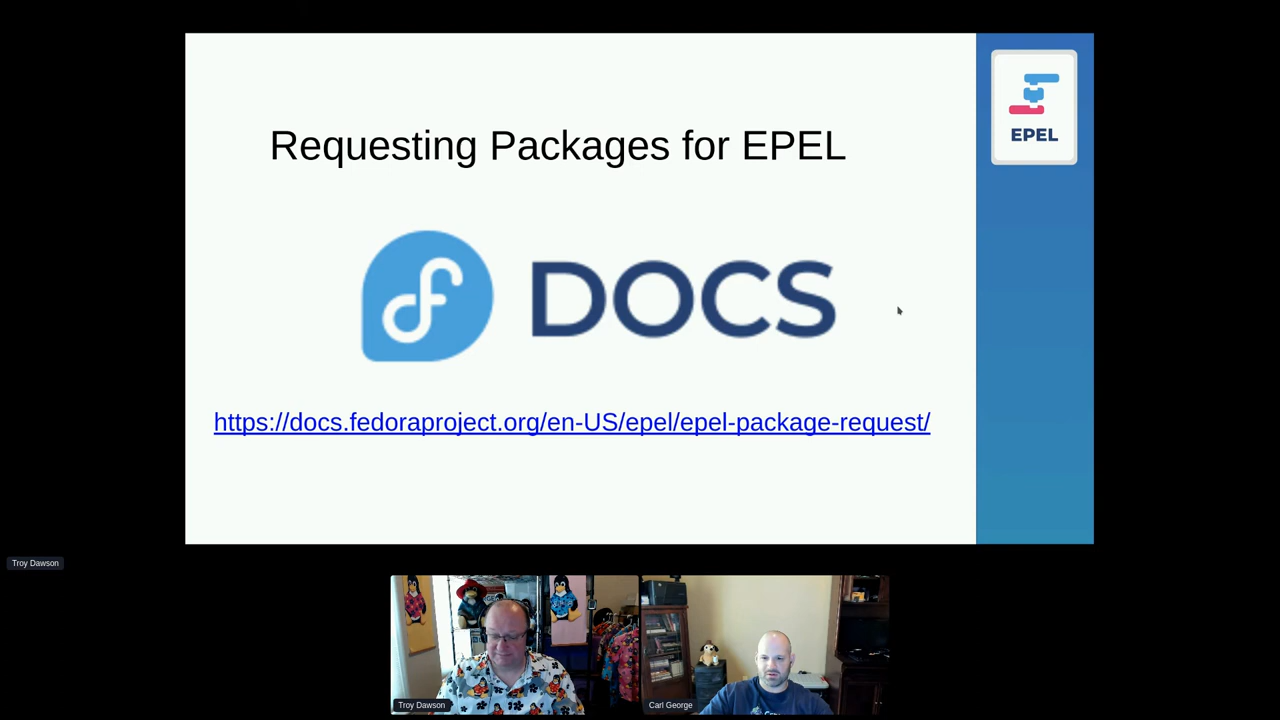 Requesting Packages for EPEL
EPEL
DOCS
https://docs.fedoraproject.org/en-US/epel/epel-package-request/
Troy Dawson
Troy Dawson
Carl George